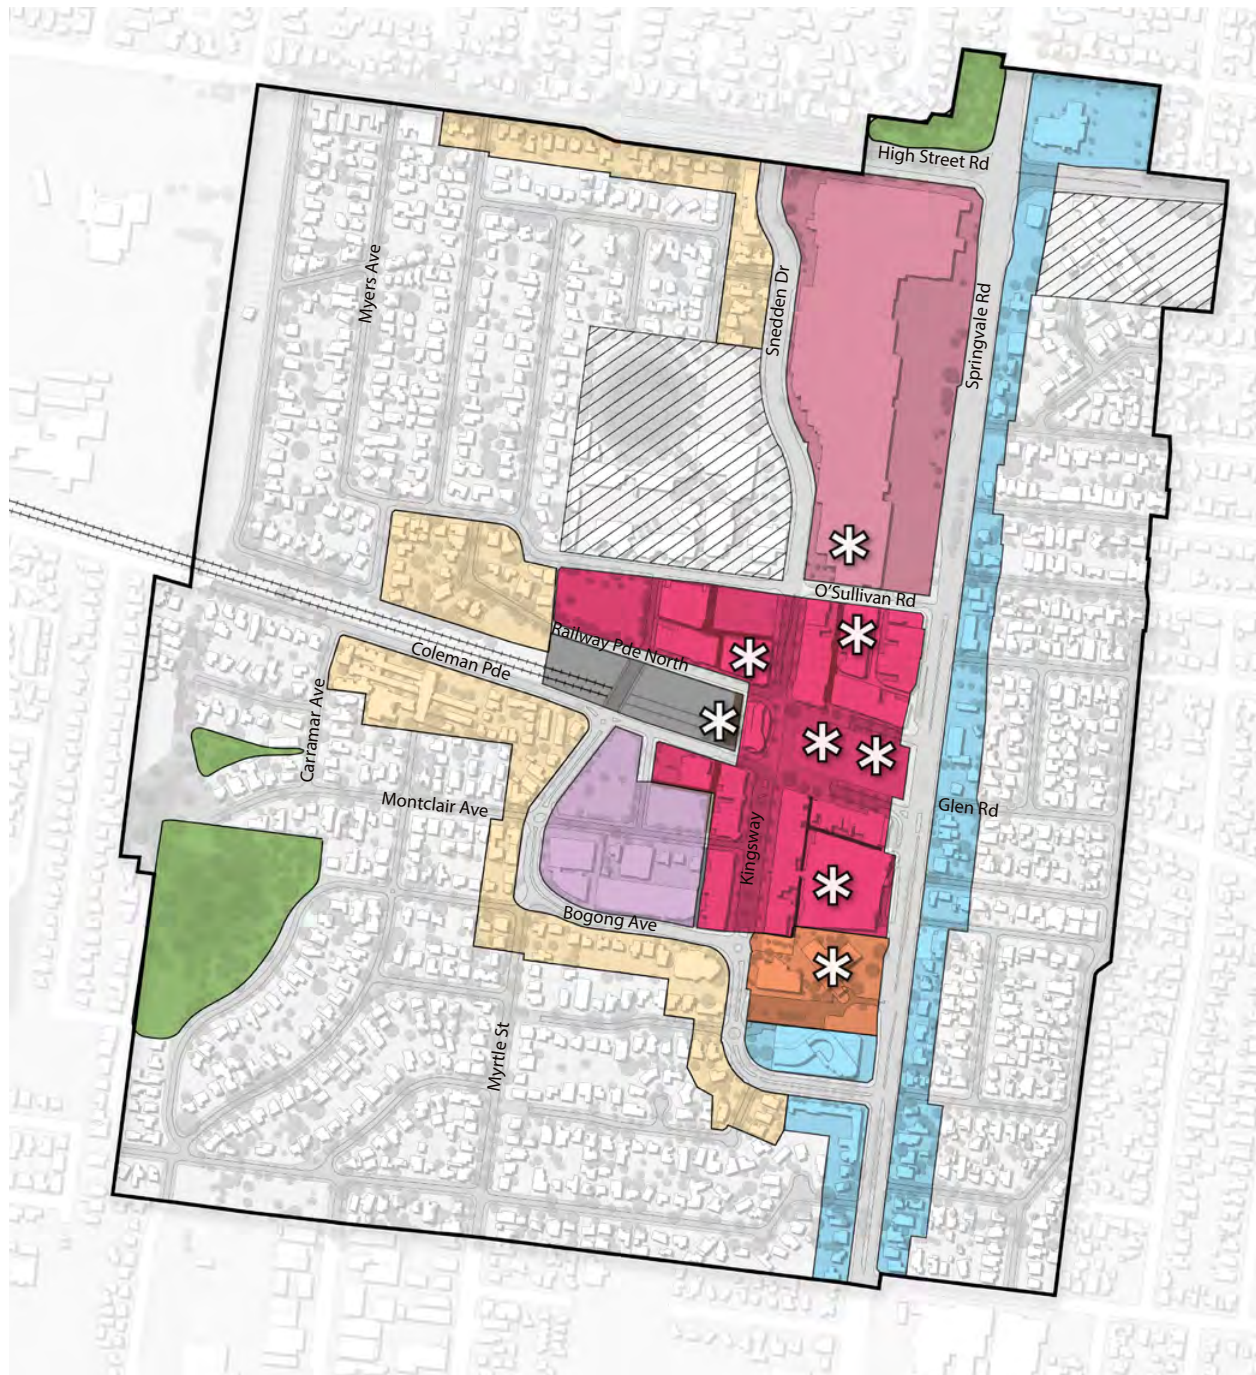 High Street Rd
Myers Ave
Snedden Dr
Springvale Rd
O'Sullivan Rd
Railway Pde North
Coleman Pde
Carramar Ave
Montclair Ave
Glen Rd
Kingsway
Bogong Ave
Myrtle St